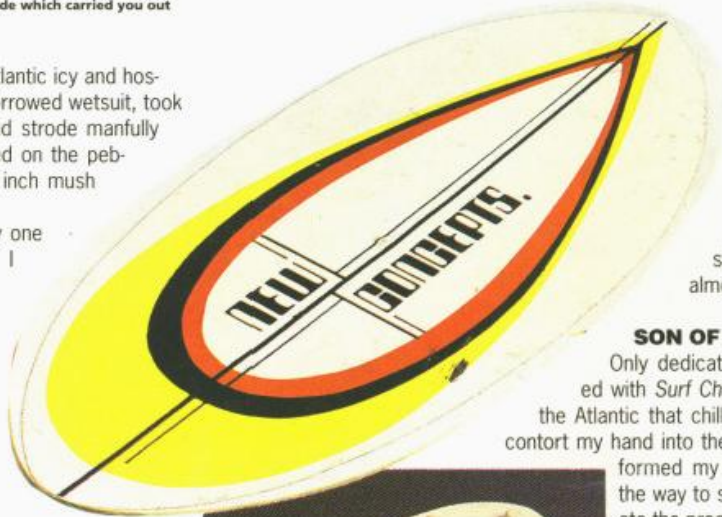 de which carried you out
lantic icy and hos-
rrowed wetsuit, took
d strode manfully
d on the peb-
inch mush
one
I
NEW
CONCEPTS.
s
almo
SON OF
Only dedicat
ed with Surf Ch
the Atlantic that chill
contort my hand into the
formed my
the way to s